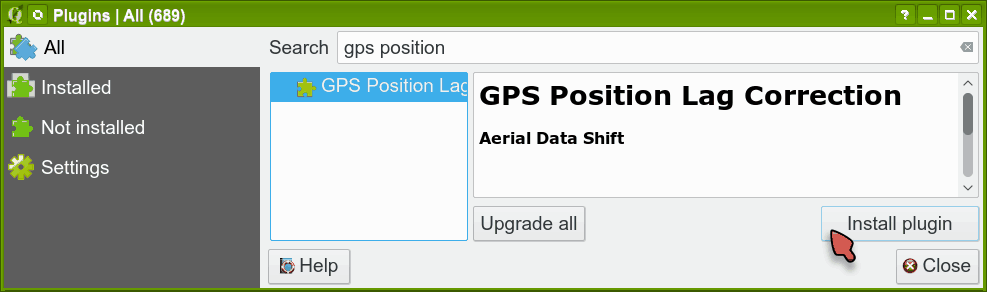 Plugins | All (689)
All
Search gps position
Installed
GPS Position Lag
GPS Position Lag Correction
Not installed
Aerial Data Shift
Settings
Upgrade all
Install plugin
Help
Close